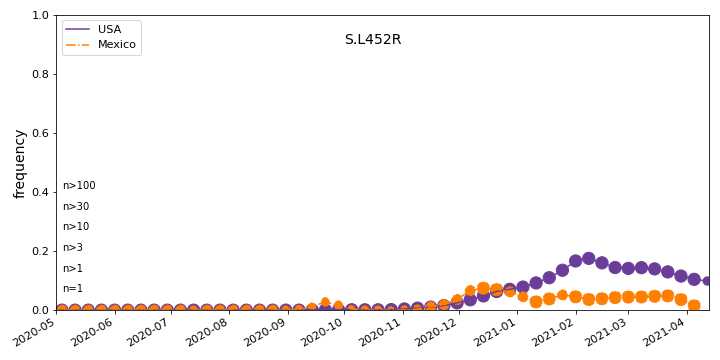 1.0
USA
Mexico
S.L452R
0.8
0.6
frequency
0.4
n>100
n>30
n>10
0.2
n>3
n>1
n=1
0.0
2020-05
2020-06
2020-07
2020-08
2020-09
2020-10
2020-11
2020-12
2021-01
2021-02
2021-03
2021-04